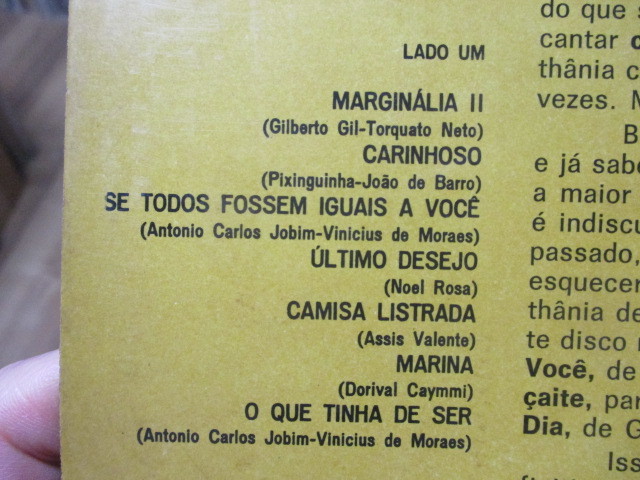 LADO UM
MARGINÁLIA II
(Gilberto Gil-Torquato Neto)
CARINHOSO
(Pixinguinha-João de Barro)
SE TODOS FOSSEM IGUAIS A VOCÊ
(Antonio Carlos Jobim-Vinicius de Moraes)
ÚLTIMO DESEJO
(Noel Rosa)
CAMISA LISTRADA
(Assis Valente)
MARINA
(Dorival Caymmi)
O QUE TINHA DE SER
(Antonio Carlos Jobim-Vinicius de Moraes)
do que
cantar
thânia
vezes.
e já
a maior
é
passado,
esquecer
thânia de
te disco
Você, de
çaite,
Dia, de